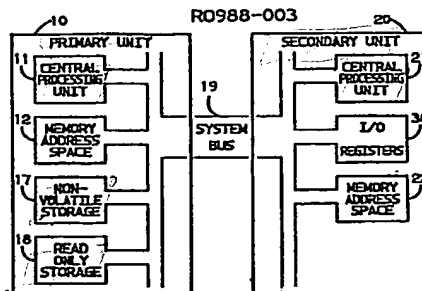 RO988-003
10
20
PRIMARY UNIT
SECONDARY UNIT
11
CENTRAL
PROCESSING
UNIT
19
SYSTEM
BUS
CENTRAL
PROCESSING
UNIT
12
MEMORY
ADDRESS
SPACE
I/O
REGISTERS
17
NON-
VOLATILE
STORAGE
MEMORY
ADDRESS
SPACE
18
READ
ONLY
STORAGE